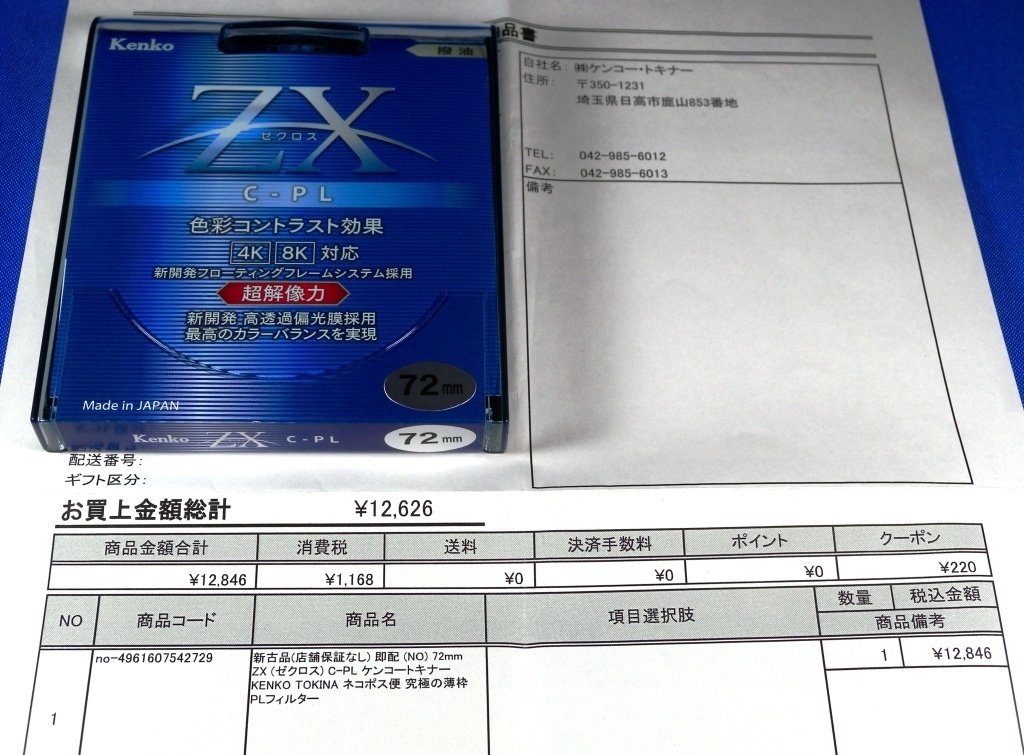 Kenko
撥油
ZX
ゼクロス
C-PL
色彩コントラスト効果
4K 8K 対応
新開発フローティングフレームシステム採用
超解像力
新開発 高透過偏光膜採用
最高のカラーバランスを実現
72mm
Made in JAPAN
Kenko ZX C-PL 72mm
品書
自社名: ㈱ケンコー・トキナー
住所: 〒350-1231
埼玉県日高市鹿山853番地
TEL: 042-985-6012
FAX: 042-985-6013
備考
配送番号:
ギフト区分:
お買上金額総計 ¥12,626
商品金額合計 消費税 送料 決済手数料 ポイント クーポン
¥12,846 ¥1,168 ¥0 ¥0 ¥0 ¥220
NO 商品コード 商品名 項目選択肢 数量 税込金額
商品備考
1 no-4961607542729 新古品(店舗保証なし) 即配 (NO) 72mm 1 ¥12,846
ZX (ゼクロス) C-PL ケンコートキナー
KENKO TOKINA ネコポス便 究極の薄枠
PLフィルター